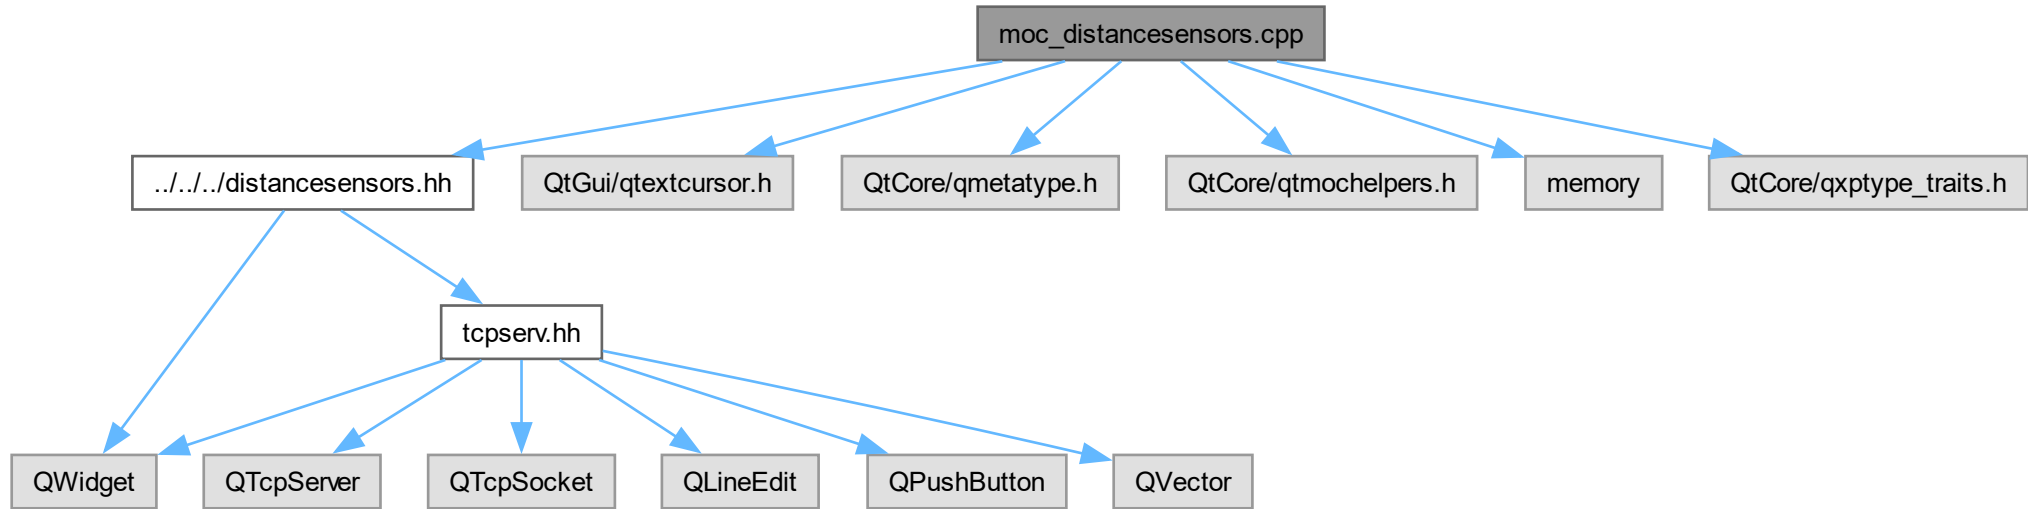 moc_distancesensors.cpp
../../../distancesensors.hh
QtGui/qtextcursor.h
QtCore/qmetatype.h
QtCore/qtmochelpers.h
memory
QtCore/qxptype_traits.h
tcpserv.hh
QWidget
QTcpServer
QTcpSocket
QLineEdit
QPushButton
QVector